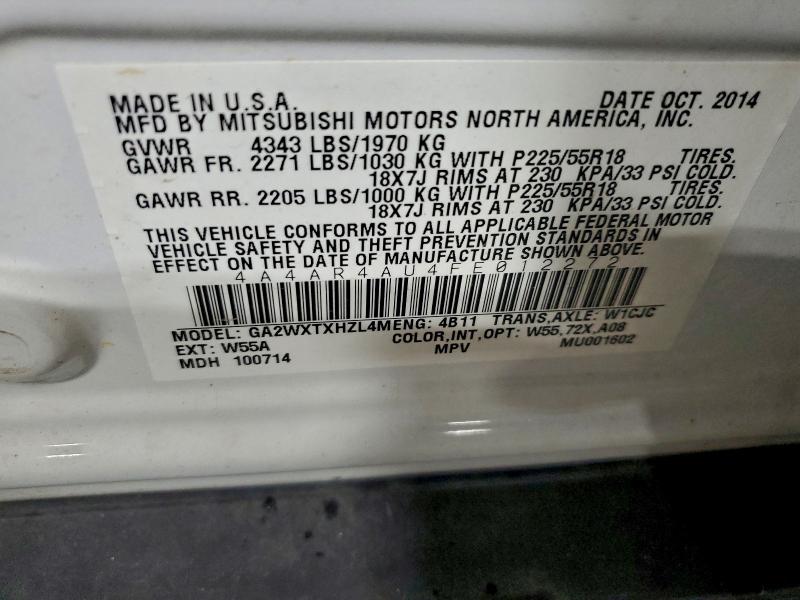 MADE IN U.S.A. DATE OCT. 2014
MFD BY MITSUBISHI MOTORS NORTH AMERICA, INC.
GVWR 4343 LBS/1970 KG
GAWR FR. 2271 LBS/1030 KG WITH P225/55R18 TIRES.
18X7J RIMS AT 230 KPA/33 PSI COLD.
GAWR RR. 2205 LBS/1000 KG WITH P225/55R18 TIRES.
18X7J RIMS AT 230 KPA/33 PSI COLD.
THIS VEHICLE CONFORMS TO ALL APPLICABLE FEDERAL MOTOR
VEHICLE SAFETY AND THEFT PREVENTION STANDARDS IN
EFFECT ON THE DATE OF MANUFACTURE SHOWN ABOVE.
4A4AR4AU4FE012272
MODEL: GA2WXTXHZL4MENG: 4B11 TRANS,AXLE: W1CJC
EXT: W55A COLOR,INT,OPT: W55,72X,A08
MDH 100714 MPV MU001602